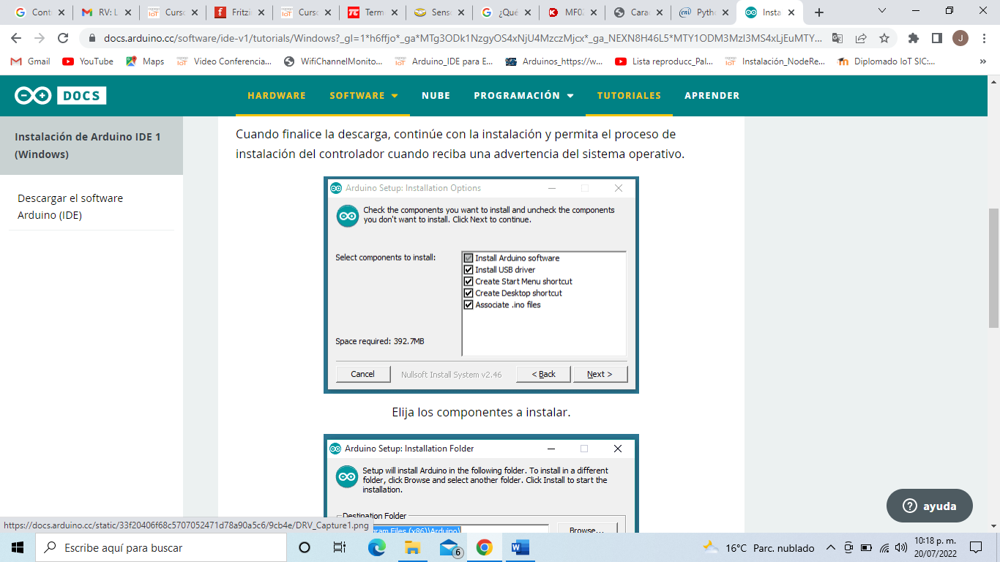 Cont
RV: L
Curso
Fritzi
Curso
Term
Senso
¿Qué
MF0
Cara
Pyth
Insta
docs.arduino.cc/software/ide-v1/tutorials/Windows?_gl=1*h6ffjo*_ga*MTg3ODk1NzgyOS4xNjU4MzczMjcx*_ga_NEXN8H46L5*MTY1ODM3MzI3MS4xLjEuMTY...
J
Gmail
YouTube
Maps
Video Conferencia...
WifiChannelMonito...
Arduino_IDE para E...
Arduinos_https://w...
Lista reproducc_Pal...
Instalación_NodeRe...
Diplomado IoT SIC:...
»
DOCS
HARDWARE
SOFTWARE
NUBE
PROGRAMACIÓN
TUTORIALES
APRENDER
Instalación de Arduino IDE 1
(Windows)
Descargar el software
Arduino (IDE)
Cuando finalice la descarga, continúe con la instalación y permita el proceso de
instalación del controlador cuando reciba una advertencia del sistema operativo.
Arduino Setup: Installation Options
Check the components you want to install and uncheck the components
you don't want to install. Click Next to continue.
Select components to install:
Install Arduino software
Install USB driver
Create Start Menu shortcut
Create Desktop shortcut
Associate .ino files
Space required: 392.7MB
Cancel
Nullsoft Install System v2.46
< Back
Next >
Elija los componentes a instalar.
Arduino Setup: Installation Folder
Setup will install Arduino in the following folder. To install in a different
folder, click Browse and select another folder. Click Install to start the
installation.
Destination Folder
gram Files (x86)\Arduino\
Browse...
ayuda
https://docs.arduino.cc/static/33f20406f68c5707052471d78a90a5c6/9cb4e/DRV_Capture1.png
Escribe aquí para buscar
6
16°C Parc. nublado
10:18 p. m.
20/07/2022